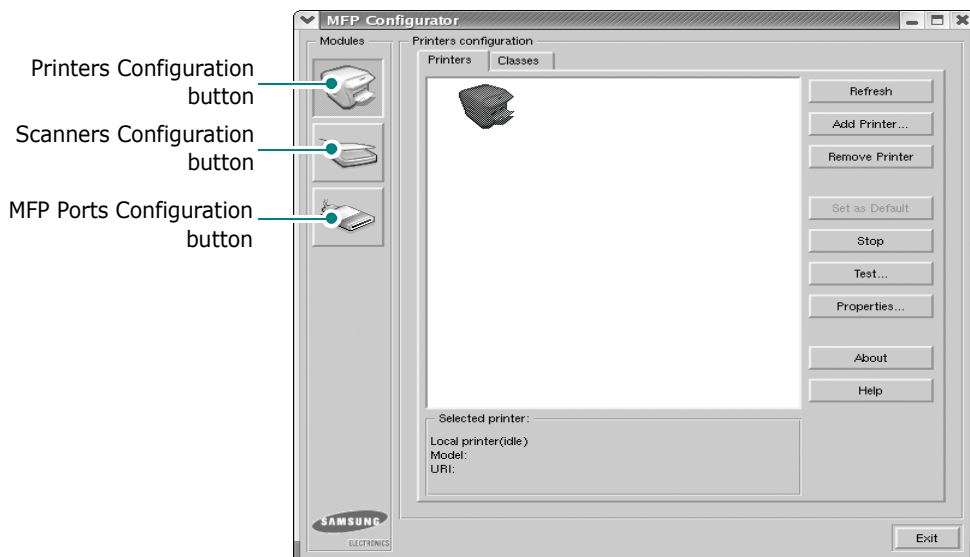 MFP Configurator
Modules
Printers configuration
Printers Configuration
button
Scanners Configuration
button
MFP Ports Configuration
button
Printers
Classes
Refresh
Add Printer...
Remove Printer
Set as Default
Stop
Test...
Properties...
About
Help
Selected printer:
Local printer(idle)
Model:
URI:
SAMSUNG
ELECTRONICS
Exit